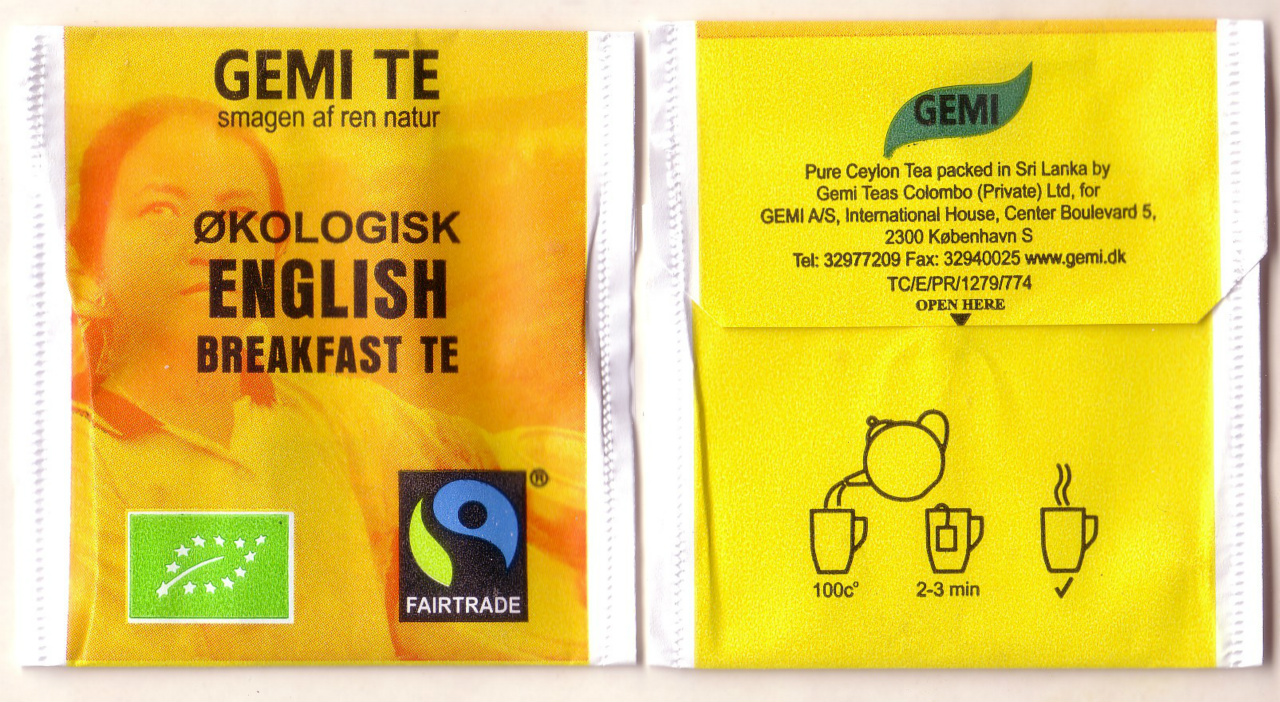 GEMI TE
smagen af ren natur
ØKOLOGISK
ENGLISH
BREAKFAST TE
®
FAIRTRADE
GEMI
Pure Ceylon Tea packed in Sri Lanka by
Gemi Teas Colombo (Private) Ltd, for
GEMI A/S, International House, Center Boulevard 5,
2300 København S
Tel: 32977209 Fax: 32940025 www.gemi.dk
TC/E/PR/1279/774
OPEN HERE
100c°
2-3 min